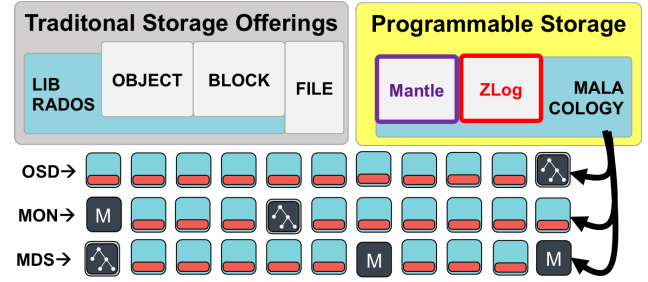 Traditonal Storage Offerings
LIB
RADOS
OBJECT
BLOCK
FILE
Programmable Storage
Mantle
ZLog
MALA
COLOGY
OSD→
MON→
M
MDS→
M
M